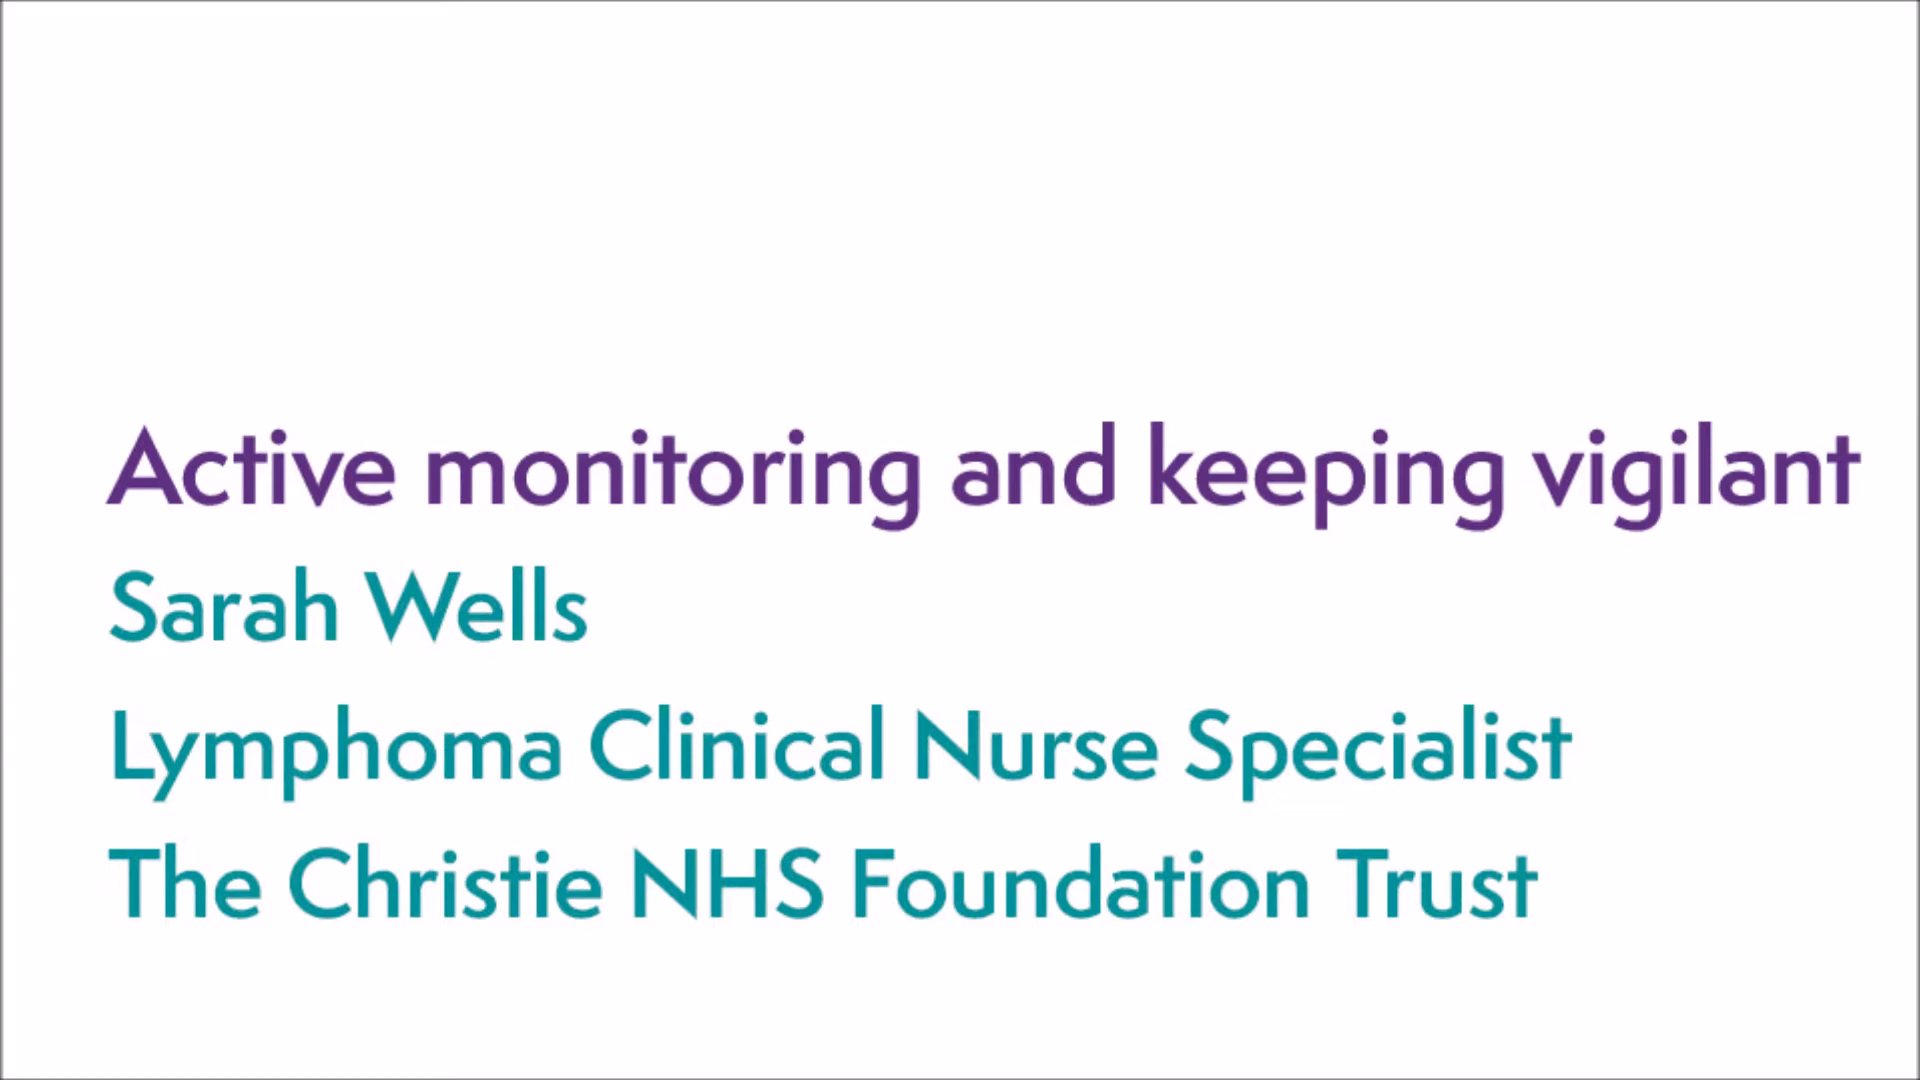 Active monitoring and keeping vigilant
Sarah Wells
Lymphoma Clinical Nurse Specialist
The Christie NHS Foundation Trust